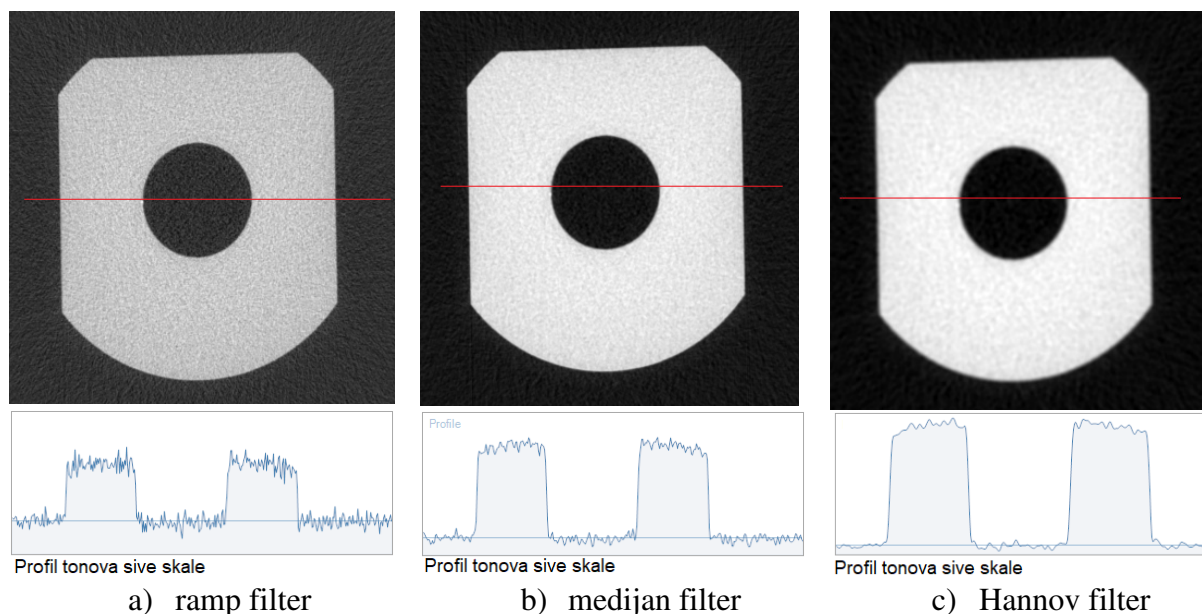 Profile
Profil tonova sive skale
Profil tonova sive skale
Profil tonova sive skale
a) ramp filter
b) medijan filter
c) Hannov filter